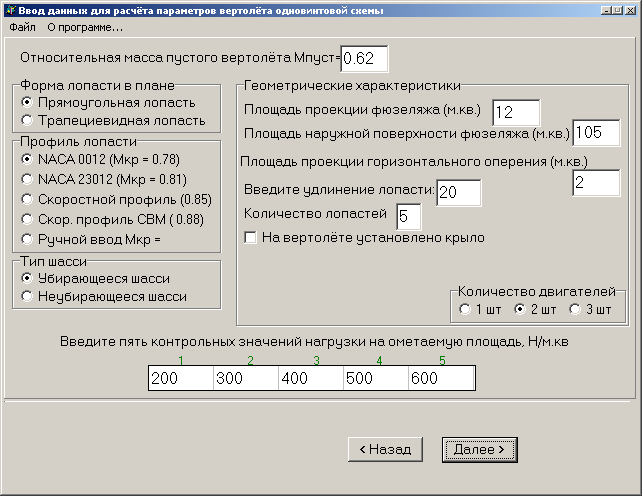 Ввод данных для расчёта параметров вертолёта одновинтовой схемы
Файл О программе...
Относительная масса пустого вертолёта Мпуст= 0.62
Форма лопасти в плане
Прямоугольная лопасть
Трапециевидная лопасть
Профиль лопасти
NACA 0012 (Мкр = 0.78)
NACA 23012 (Мкр = 0.81)
Скоростной профиль (0.85)
Скор. профиль СВМ ( 0.88)
Ручной ввод Мкр =
Тип шасси
Убирающееся шасси
Неубирающееся шасси
Геометрические характеристики
Площадь проекции фюзеляжа (м.кв.) 12
Площадь наружной поверхности фюзеляжа (м.кв.) 105
Площадь проекции горизонтального оперения (м.кв.)
2
Введите удлинение лопасти: 20
Количество лопастей 5
На вертолёте установлено крыло
Количество двигателей
1 шт 2 шт 3 шт
Введите пять контрольных значений нагрузки на ометаемую площадь, Н/м.кв
1 2 3 4 5
200 300 400 500 600
< Назад Далее >